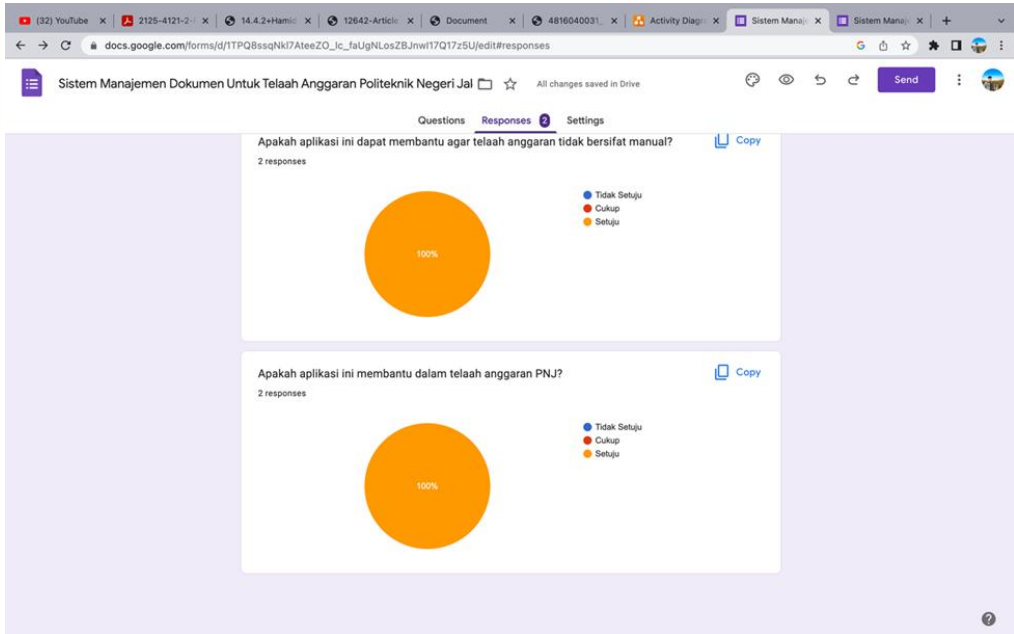 (32) YouTube
2125-4121-2-
14.4.2+Hamid
12642-Article
Document
4816040031_
Activity Diagr
Sistem Manaj
Sistem Manaj
docs.google.com/forms/d/1TPQ8ssqNkl7AteeZO_lc_faUgNLosZBJnwl17Q17z5U/edit#responses
Sistem Manajemen Dokumen Untuk Telaah Anggaran Politeknik Negeri Jal
All changes saved in Drive
Send
Questions Responses 2 Settings
Apakah aplikasi ini dapat membantu agar telaah anggaran tidak bersifat manual?
Copy
2 responses
Tidak Setuju
Cukup
Setuju
100%
Apakah aplikasi ini membantu dalam telaah anggaran PNJ?
Copy
2 responses
Tidak Setuju
Cukup
Setuju
100%